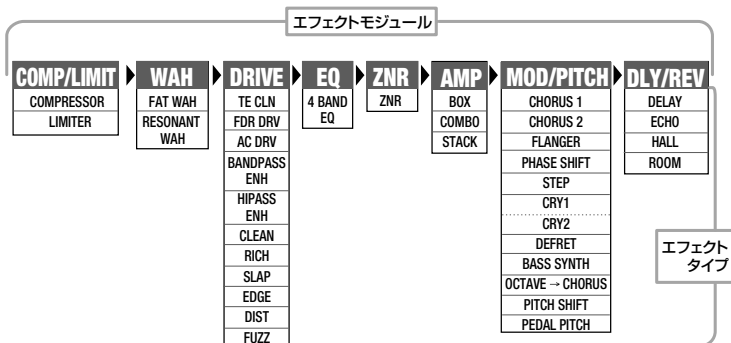 エフェクトモジュール
COMP/LIMIT
COMPRESSOR
LIMITER
WAH
FAT WAH
RESONANT
WAH
DRIVE
TE CLN
FDR DRV
AC DRV
BANDPASS
ENH
HIPASS
ENH
CLEAN
RICH
SLAP
EDGE
DIST
FUZZ
EQ
4 BAND
EQ
ZNR
ZNR
AMP
BOX
COMBO
STACK
MOD/PITCH
CHORUS 1
CHORUS 2
FLANGER
PHASE SHIFT
STEP
CRY1
CRY2
DEFRET
BASS SYNTH
OCTAVE → CHORUS
PITCH SHIFT
PEDAL PITCH
DLY/REV
DELAY
ECHO
HALL
ROOM
エフェクト
タイプ